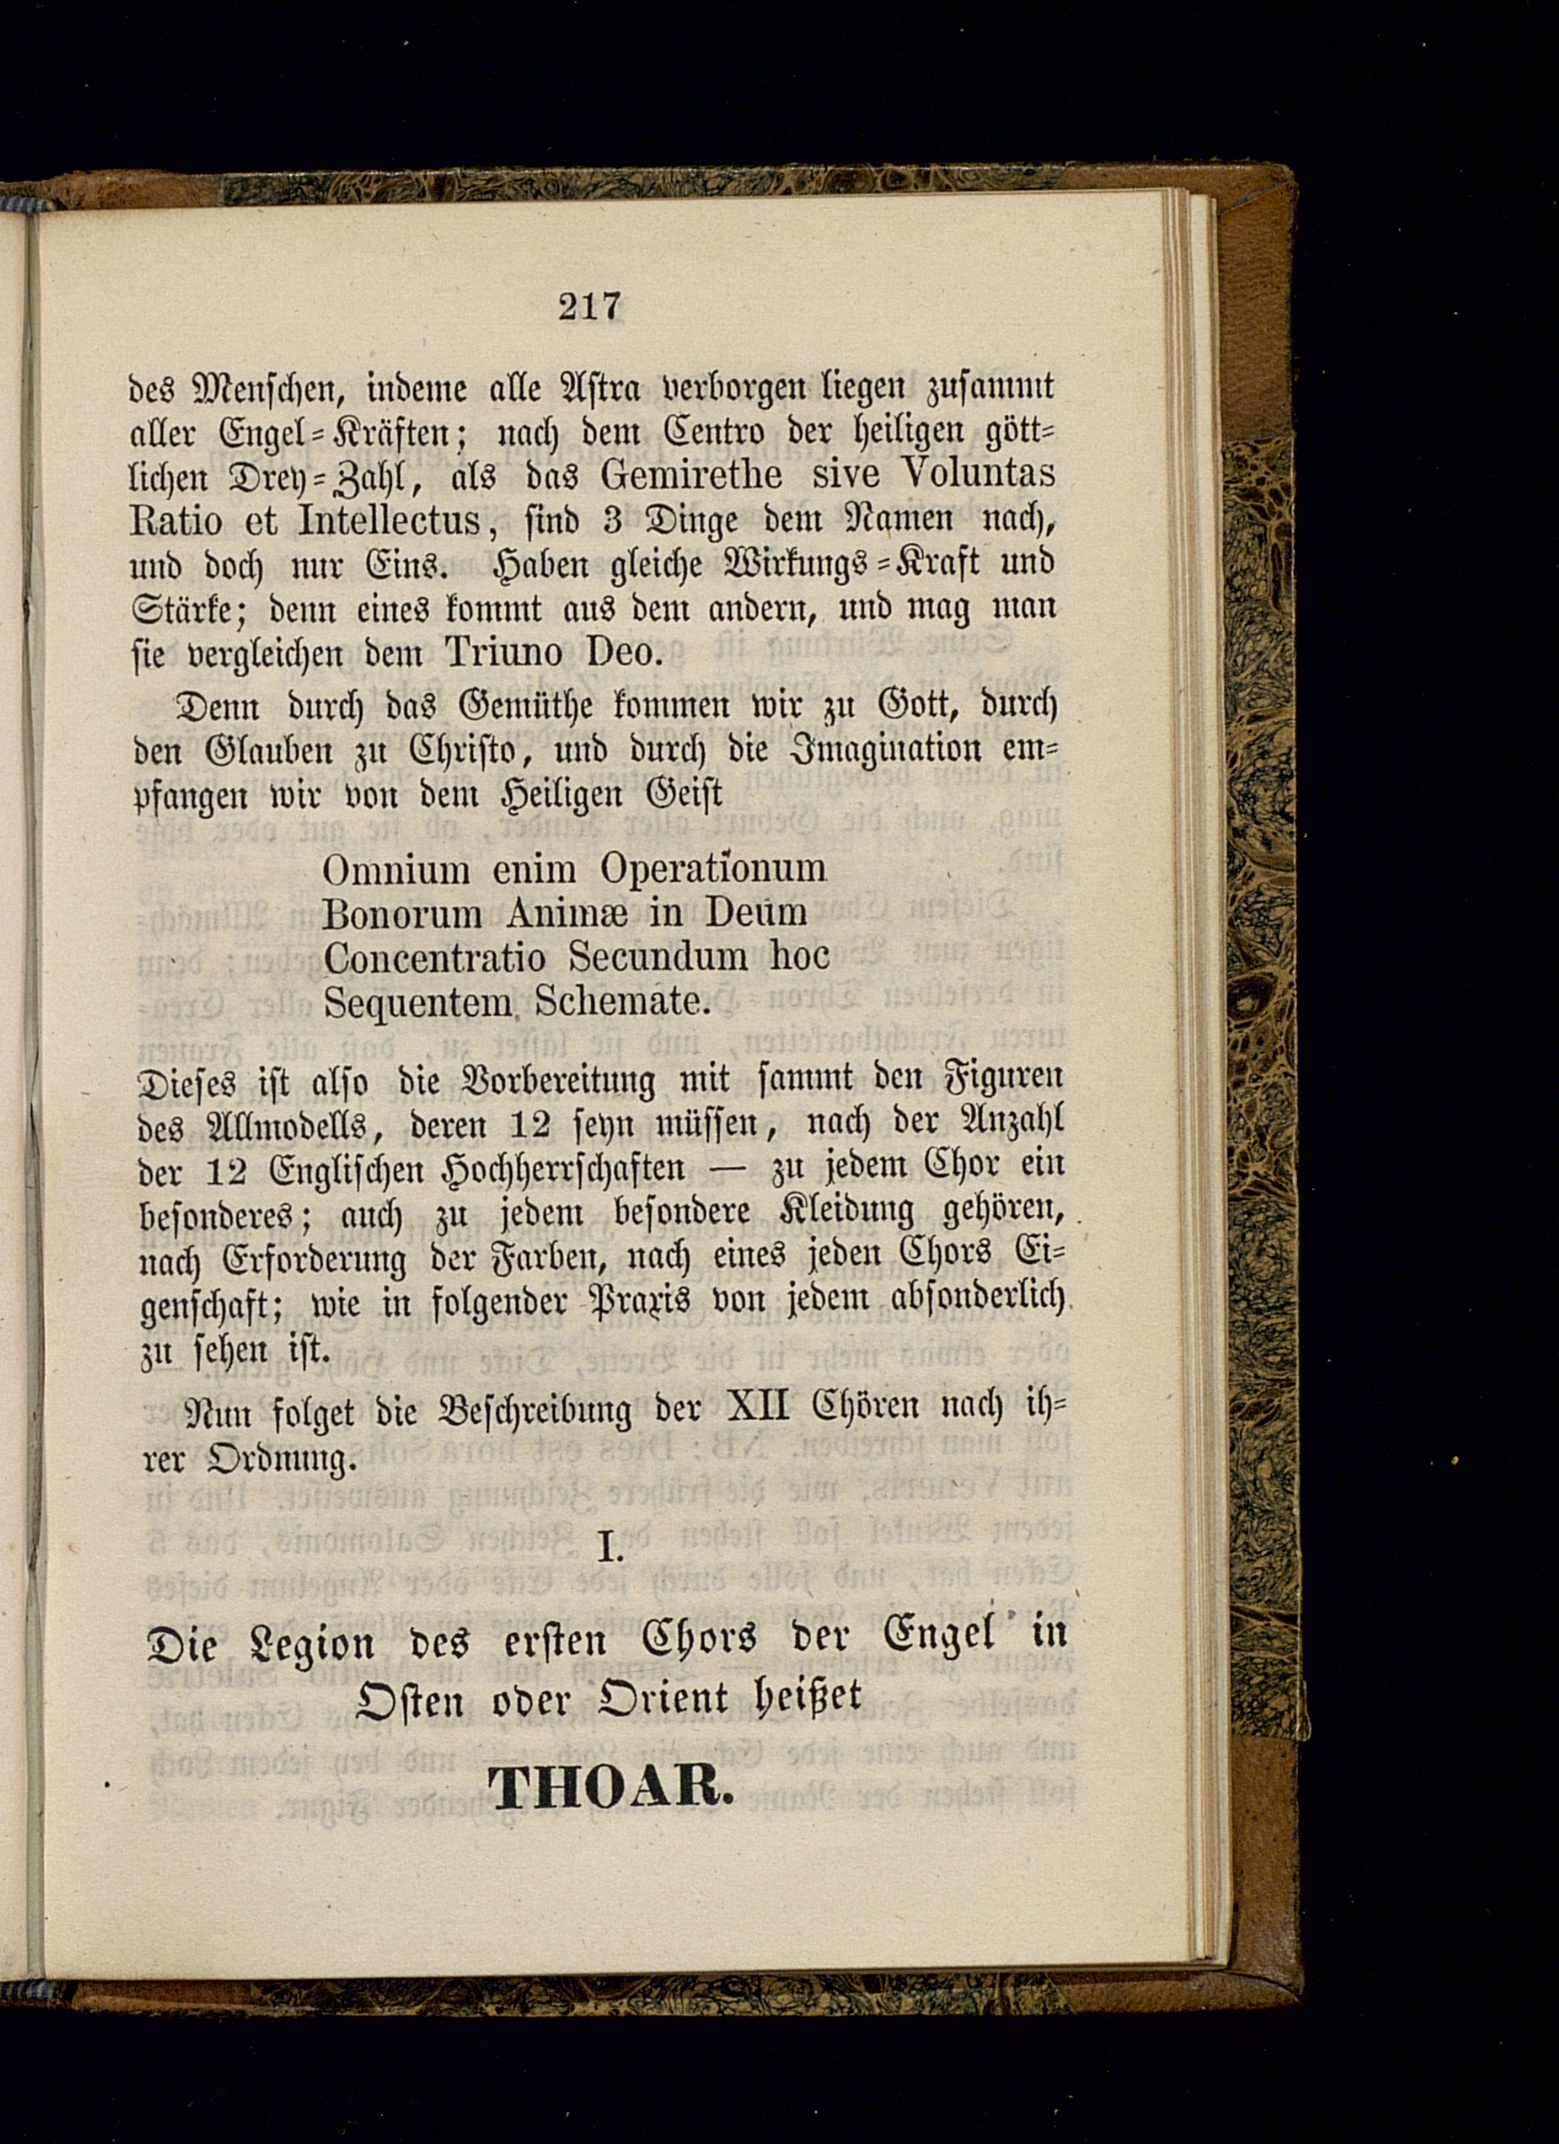 217
des Menschen, indeme alle Astra verborgen liegen zusammt
aller Engel-Kräften; nach dem Centro der heiligen gött-
lichen Drey-Zahl, als das Gemirethe sive Voluntas
Ratio et Intellectus, sind 3 Dinge dem Namen nach,
und doch nur Eins. Haben gleiche Wirkungs-Kraft und
Stärke; denn eines kommt aus dem andern, und mag man
sie vergleichen dem Triuno Deo.
Denn durch das Gemüthe kommen wir zu Gott, durch
den Glauben zu Christo, und durch die Imagination em-
pfangen wir von dem Heiligen Geist
Omnium enim Operationum
Bonorum Animæ in Deum
Concentratio Secundum hoc
Sequentem Schemate.
Dieses ist also die Vorbereitung mit sammt den Figuren
des Allmodells, deren 12 seyn müssen, nach der Anzahl
der 12 Englischen Hochherrschaften — zu jedem Chor ein
besonderes; auch zu jedem besondere Kleidung gehören,
nach Erforderung der Farben, nach eines jeden Chors Ei-
genschaft; wie in folgender Praxis von jedem absonderlich
zu sehen ist.
Nun folget die Beschreibung der XII Chören nach ih-
rer Ordnung.
I.
Die Legion des ersten Chors der Engel in
Osten oder Orient heißet
THOAR.